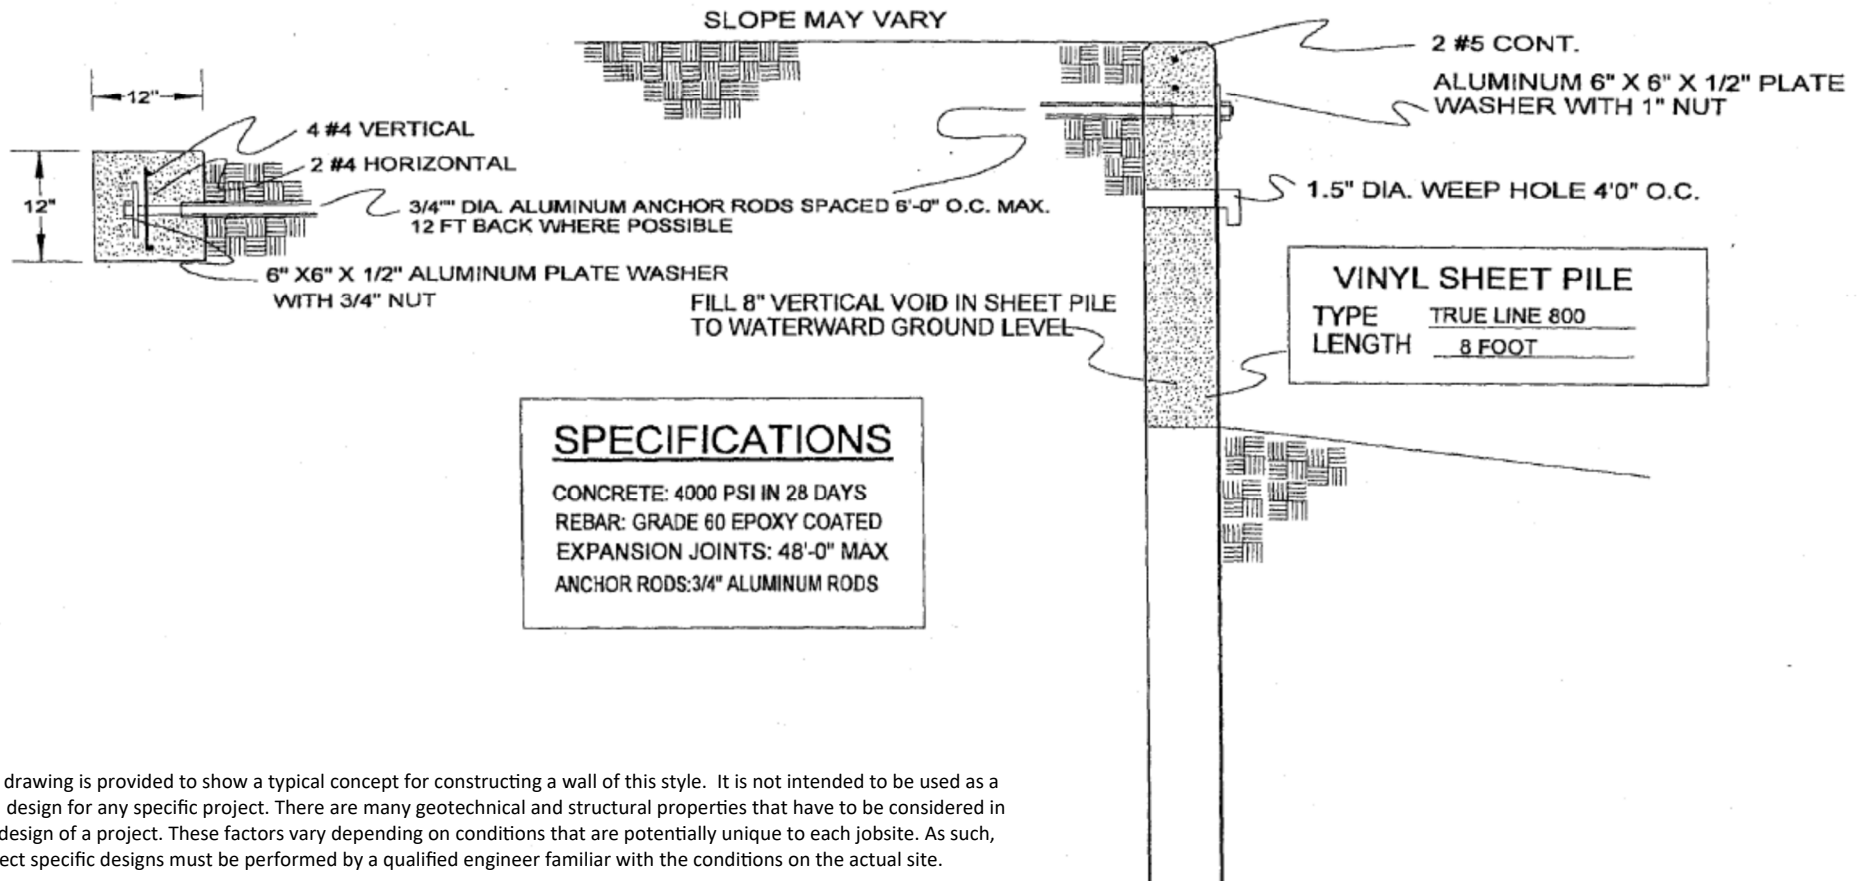 SLOPE MAY VARY
2 #5 CONT.
ALUMINUM 6" X 6" X 1/2" PLATE
WASHER WITH 1" NUT
12"
12"
4 #4 VERTICAL
2 #4 HORIZONTAL
3/4"" DIA. ALUMINUM ANCHOR RODS SPACED 6'-0" O.C. MAX.
12 FT BACK WHERE POSSIBLE
1.5" DIA. WEEP HOLE 4'0" O.C.
6" X6" X 1/2" ALUMINUM PLATE WASHER
WITH 3/4" NUT
FILL 8" VERTICAL VOID IN SHEET PILE
TO WATERWARD GROUND LEVEL
VINYL SHEET PILE
TYPE TRUE LINE 800
LENGTH 8 FOOT
SPECIFICATIONS
CONCRETE: 4000 PSI IN 28 DAYS
REBAR: GRADE 60 EPOXY COATED
EXPANSION JOINTS: 48'-0" MAX
ANCHOR RODS:3/4" ALUMINUM RODS
drawing is provided to show a typical concept for constructing a wall of this style. It is not intended to be used as a
design for any specific project. There are many geotechnical and structural properties that have to be considered in
design of a project. These factors vary depending on conditions that are potentially unique to each jobsite. As such,
ect specific designs must be performed by a qualified engineer familiar with the conditions on the actual site.